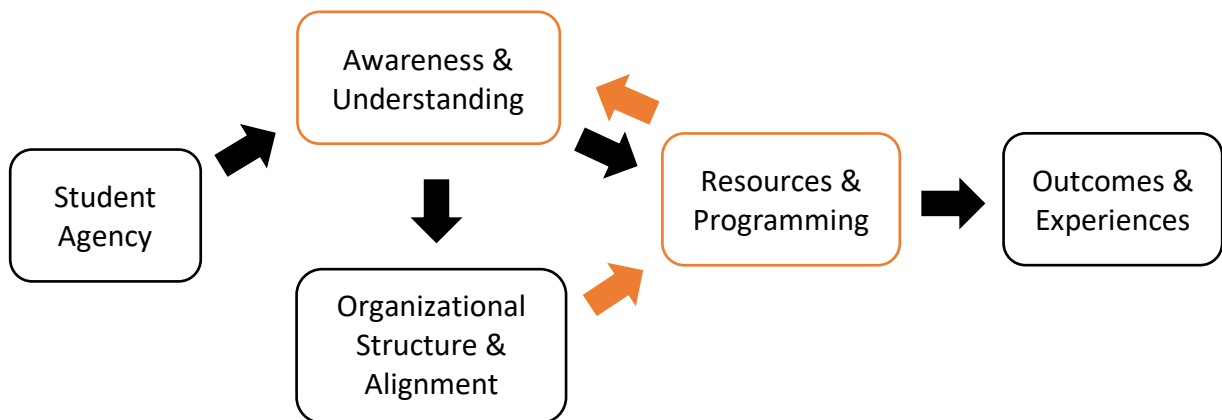 Awareness &
Understanding
Student
Agency
Resources &
Programming
Outcomes &
Experiences
Organizational
Structure &
Alignment